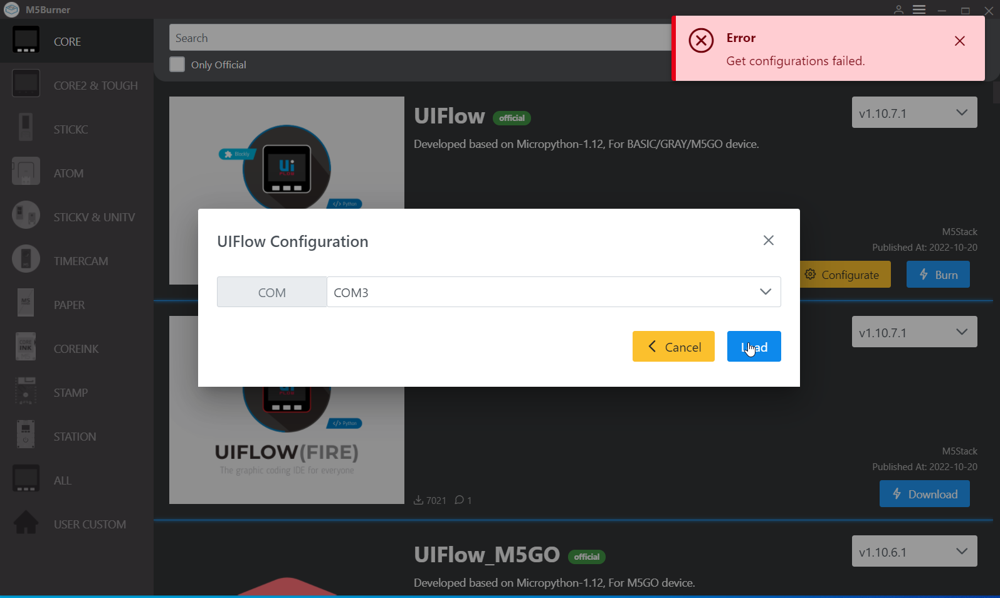 M5Burner
CORE
CORE2 & TOUGH
STICKC
ATOM
STICKV & UNITV
TIMERCAM
M5
PAPER
CORE
INK
COREINK
STAMP
STATION
ALL
USER CUSTOM
Search
Only Official
Error
Get configurations failed.
Blockly
Ui
FLOW
</> Python
UIFlow official
v1.10.7.1
Developed based on Micropython-1.12, For BASIC/GRAY/M5GO device.
M5Stack
Published At: 2022-10-20
Configurate
Burn
UIFlow Configuration
COM
COM3
Cancel
v1.10.7.1
</> Python
UIFLOW(FIRE)
The graphic coding IDE for everyone
7021
1
M5Stack
Published At: 2022-10-20
Download
UIFlow_M5GO official
v1.10.6.1
Developed based on Micropython-1.12, For M5GO device.